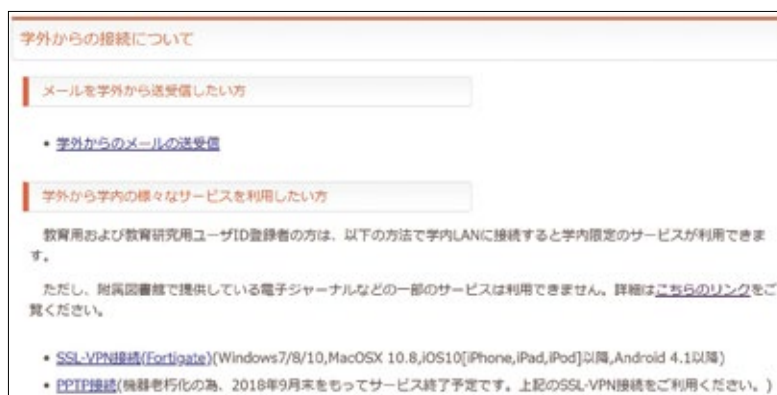 学外からの接続について
メールを学外から送受信したい方
• 学外からのメールの送受信
学外から学内の様々なサービスを利用したい方
教育用および教育研究用ユーザID登録者の方は、以下の方法で学内LANに接続すると学内限定のサービスが利用できま
す。
ただし、附属図書館で提供している電子ジャーナルなどの一部のサービスは利用できません。詳細はこちらのリンクをご
覧ください。
• SSL-VPN接続(Fortigate)(Windows7/8/10,MacOSX 10.8,iOS10[iPhone,iPad,iPod]以降,Android 4.1以降)
• PPTP接続(機器老朽化の為、2018年9月末をもってサービス終了予定です。上記のSSL-VPN接続をご利用ください。)